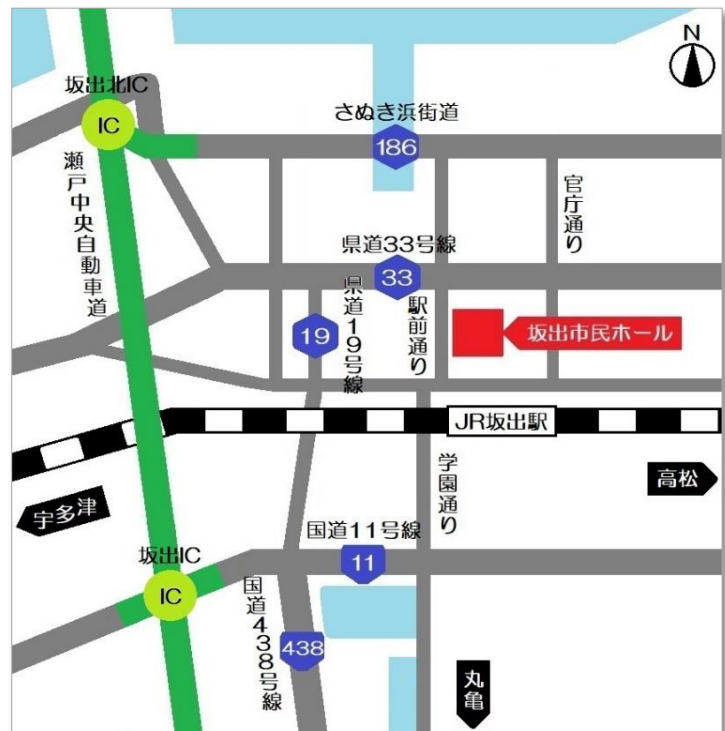 N
坂出北IC
IC
さぬき浜街道
186
瀬戸中央自動車道
官庁通り
県道33号線
33
県道19号線
19
駅前通り
坂出市民ホール
JR坂出駅
宇多津
学園通り
高松
国道11号線
11
坂出IC
IC
国道438号線
438
丸亀